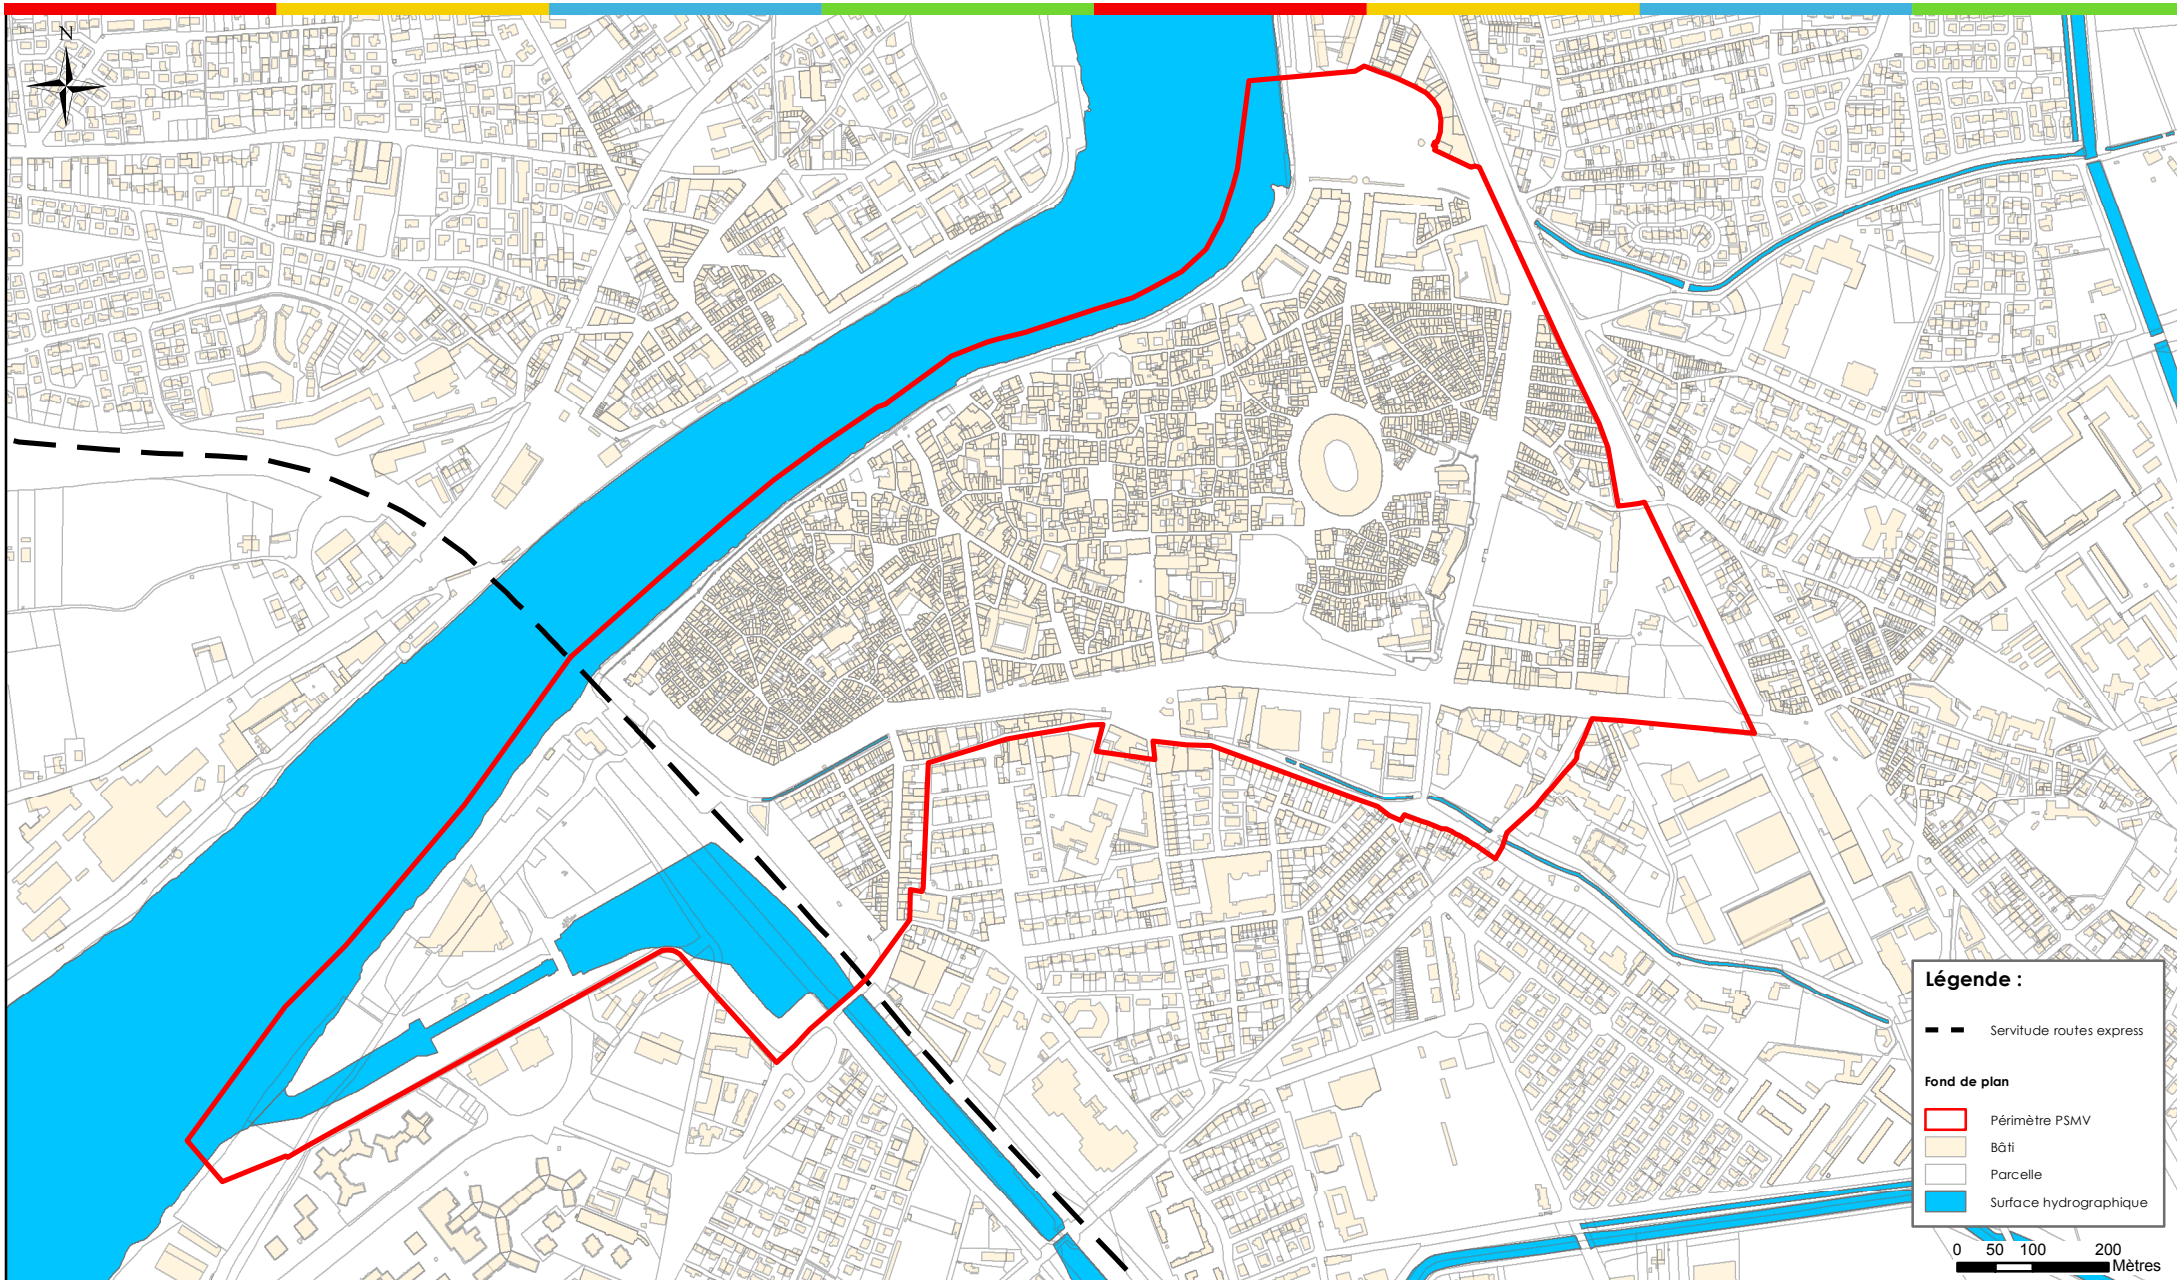 N
Légende :
Servitude routes express
Fond de plan
Périmètre PSMV
Bâti
Parcelle
Surface hydrographique
0 50 100 200
Mètres